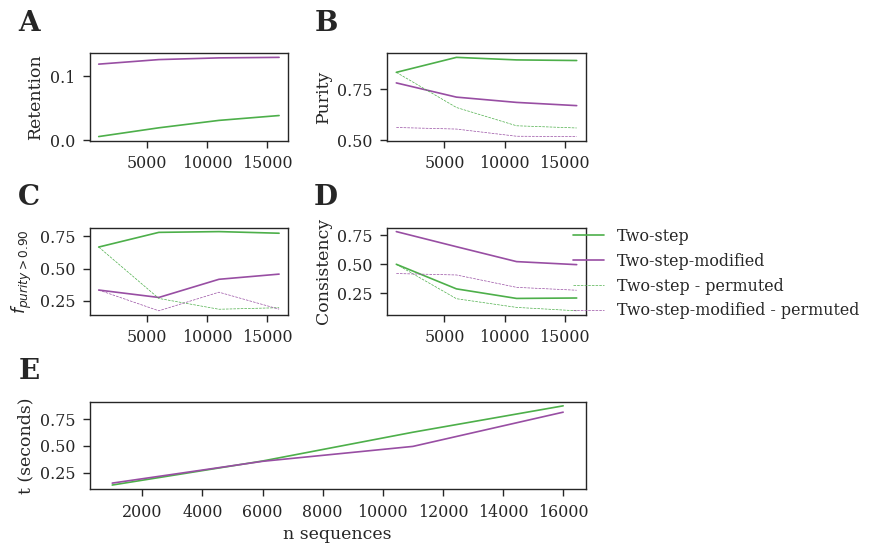 A
B
Retention
0.1
0.0
5000 10000 15000
Purity
0.75
0.50
5000 10000 15000
C
D
f_{purity > 0.90}
0.75
0.50
0.25
5000 10000 15000
Consistency
0.75
0.50
0.25
5000 10000 15000
Two-step
Two-step-modified
Two-step - permuted
Two-step-modified - permuted
E
t (seconds)
0.75
0.50
0.25
2000 4000 6000 8000 10000 12000 14000 16000
n sequences